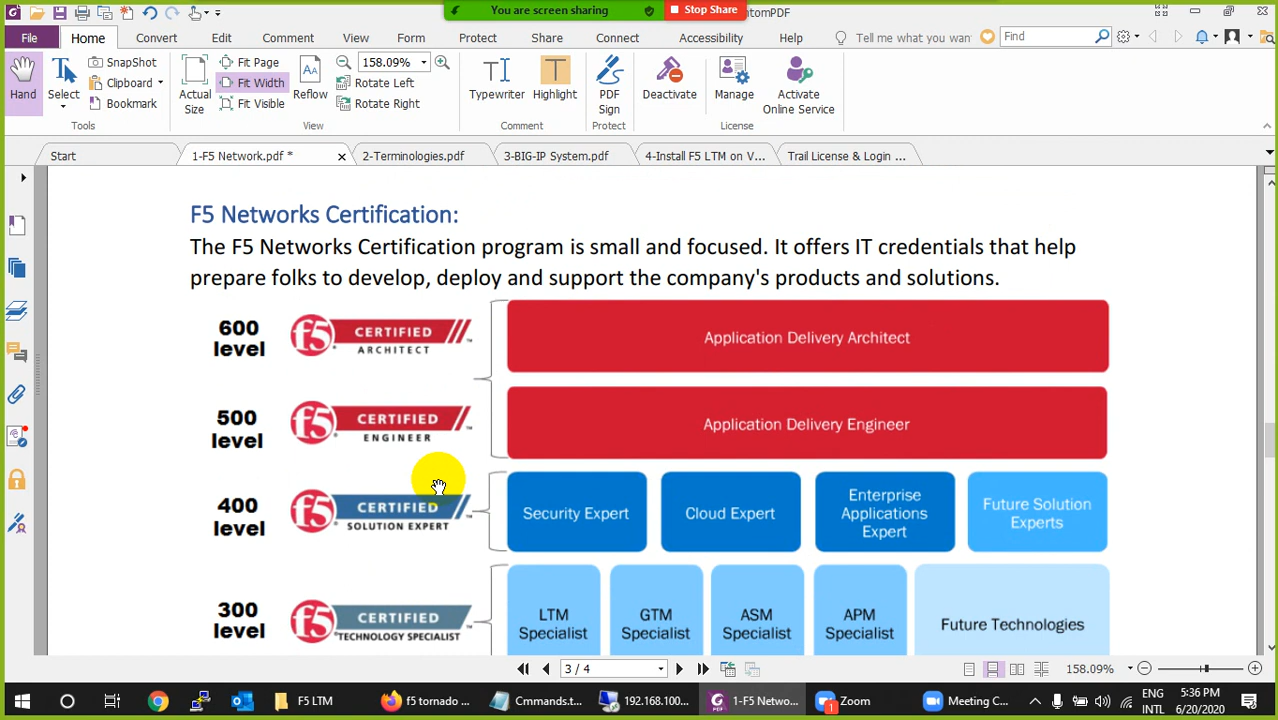 You are screen sharing
Stop Share
ntomPDF
File
Home
Convert
Edit
Comment
View
Form
Protect
Share
Connect
Accessibility
Help
Tell me what you wan
Find
Hand
Select
SnapShot
Clipboard
Bookmark
Tools
Actual
Size
Fit Page
Fit Width
Fit Visible
Reflow
158.09%
Rotate Left
Rotate Right
View
Typewriter
Highlight
Comment
PDF
Sign
Protect
Deactivate
Manage
Activate
Online Service
License
Start
1-F5 Network.pdf *
2-Terminologies.pdf
3-BIG-IP System.pdf
4-Install F5 LTM on V...
Trail License & Login ...
F5 Networks Certification:
The F5 Networks Certification program is small and focused. It offers IT credentials that help
prepare folks to develop, deploy and support the company's products and solutions.
600
level
f5 CERTIFIED
ARCHITECT
Application Delivery Architect
500
level
f5 CERTIFIED
ENGINEER
Application Delivery Engineer
400
level
f5 CERTIFIED
SOLUTION EXPERT
Security Expert
Cloud Expert
Enterprise
Applications
Expert
Future Solution
Experts
300
level
f5 CERTIFIED
TECHNOLOGY SPECIALIST
LTM
Specialist
GTM
Specialist
ASM
Specialist
APM
Specialist
Future Technologies
3 / 4
158.09%
F5 LTM
f5 tornado ...
Cmmands.t...
192.168.100...
1-F5 Netwo...
Zoom
1
Meeting C...
ENG
INTL
5:36 PM
6/20/2020